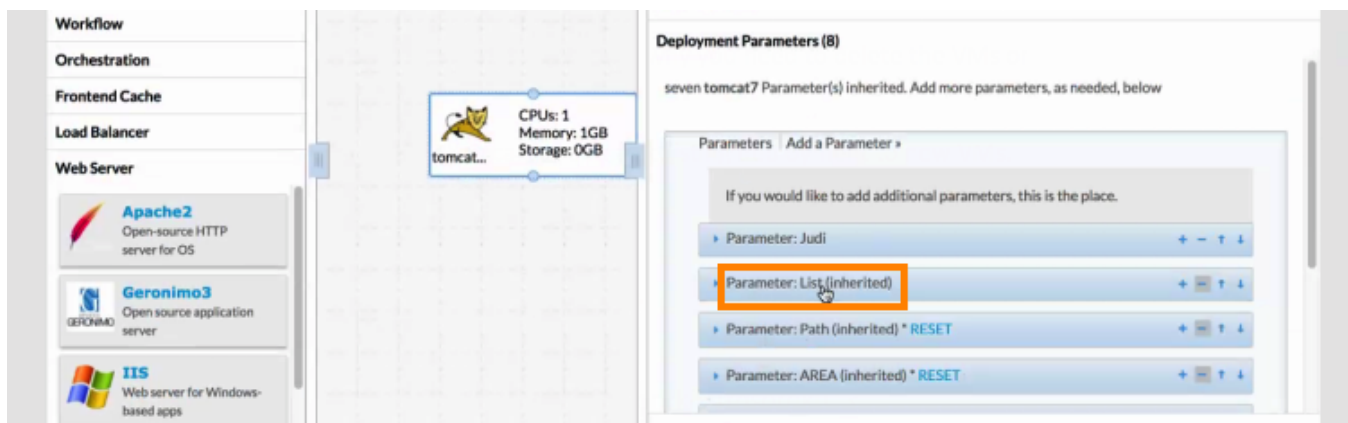 Workflow
Orchestration
Frontend Cache
Load Balancer
Web Server
Apache2
Open-source HTTP
server for OS
GERONIMO
Geronimo3
Open source application
server
IIS
Web server for Windows-
based apps
tomcat...
CPUs: 1
Memory: 1GB
Storage: 0GB
Deployment Parameters (8)
seven tomcat7 Parameter(s) inherited. Add more parameters, as needed, below
Parameters Add a Parameter »
If you would like to add additional parameters, this is the place.
Parameter: Judi
Parameter: List (inherited)
Parameter: Path (inherited) * RESET
Parameter: AREA (inherited) * RESET